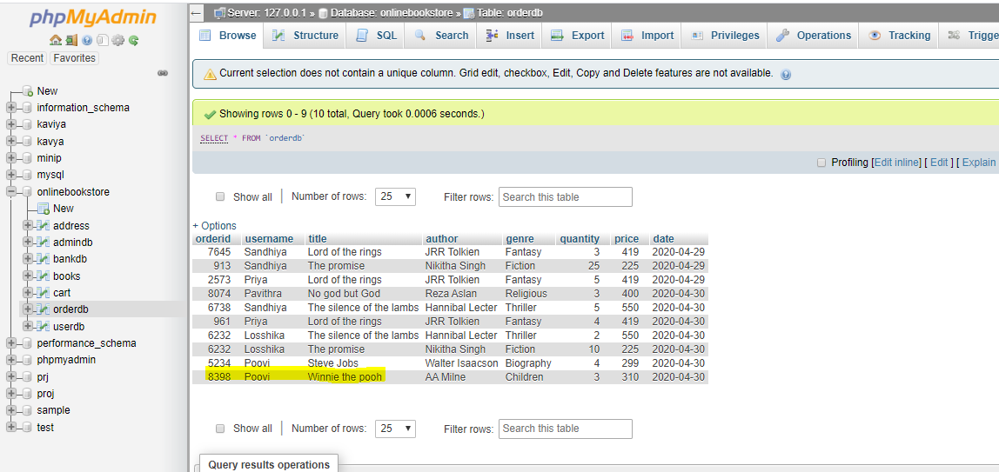 phpMyAdmin
Recent Favorites
New
information_schema
kaviya
kavya
minip
mysql
onlinebookstore
New
address
admindb
bankdb
books
cart
orderdb
userdb
performance_schema
phpmyadmin
prj
proj
sample
test
Server: 127.0.0.1 » Database: onlinebookstore » Table: orderdb
Browse Structure SQL Search Insert Export Import Privileges Operations Tracking Trigge
Current selection does not contain a unique column. Grid edit, checkbox, Edit, Copy and Delete features are not available.
Showing rows 0 - 9 (10 total, Query took 0.0006 seconds.)
SELECT * FROM `orderdb`
Profiling [Edit inline] [ Edit ] [ Explain
Show all Number of rows: 25 Filter rows: Search this table
+ Options
orderid username title author genre quantity price date
7645 Sandhiya Lord of the rings JRR Tolkien Fantasy 3 419 2020-04-29
913 Sandhiya The promise Nikitha Singh Fiction 25 225 2020-04-29
2573 Priya Lord of the rings JRR Tolkien Fantasy 5 419 2020-04-29
8074 Pavithra No god but God Reza Aslan Religious 3 400 2020-04-30
6738 Sandhiya The silence of the lambs Hannibal Lecter Thriller 5 550 2020-04-30
961 Priya Lord of the rings JRR Tolkien Fantasy 4 419 2020-04-30
6232 Losshika The silence of the lambs Hannibal Lecter Thriller 2 550 2020-04-30
6232 Losshika The promise Nikitha Singh Fiction 10 225 2020-04-30
5234 Poovi Steve Jobs Walter Isaacson Biography 4 299 2020-04-30
8398 Poovi Winnie the pooh AA Milne Children 3 310 2020-04-30
Show all Number of rows: 25 Filter rows: Search this table
Query results operations